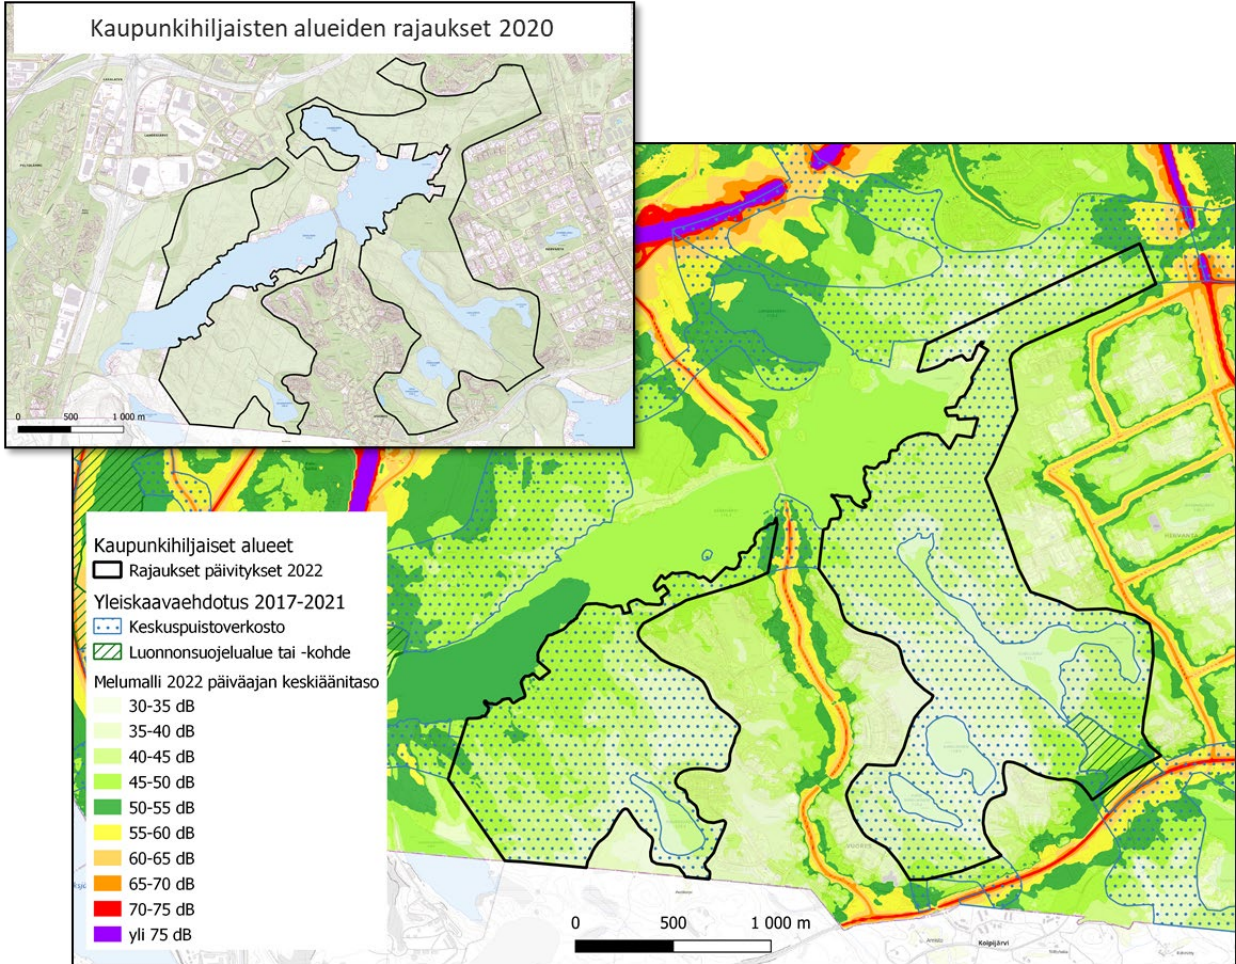 Kaupunkihiljaisten alueiden rajaukset 2020
0 500 1 000 m
Kaupunkihiljaiset alueet
Rajaukset päivitykset 2022
Yleiskaavaehdotus 2017-2021
Keskuspuistoverkosto
Luonnonsuojelualue tai -kohde
Melumalli 2022 päiväajan keskiäänitaso
30-35 dB
35-40 dB
40-45 dB
45-50 dB
50-55 dB
55-60 dB
60-65 dB
65-70 dB
70-75 dB
yli 75 dB
0 500 1 000 m
VUORES
Koipijärvi